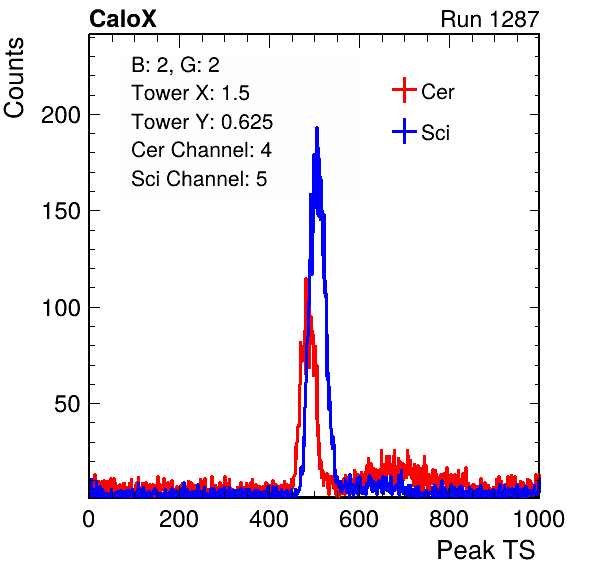 CaloX Run 1287
Counts
B: 2, G: 2
Tower X: 1.5
Tower Y: 0.625
Cer Channel: 4
Sci Channel: 5
Cer
Sci
200
150
100
50
0 200 400 600 800 1000
Peak TS